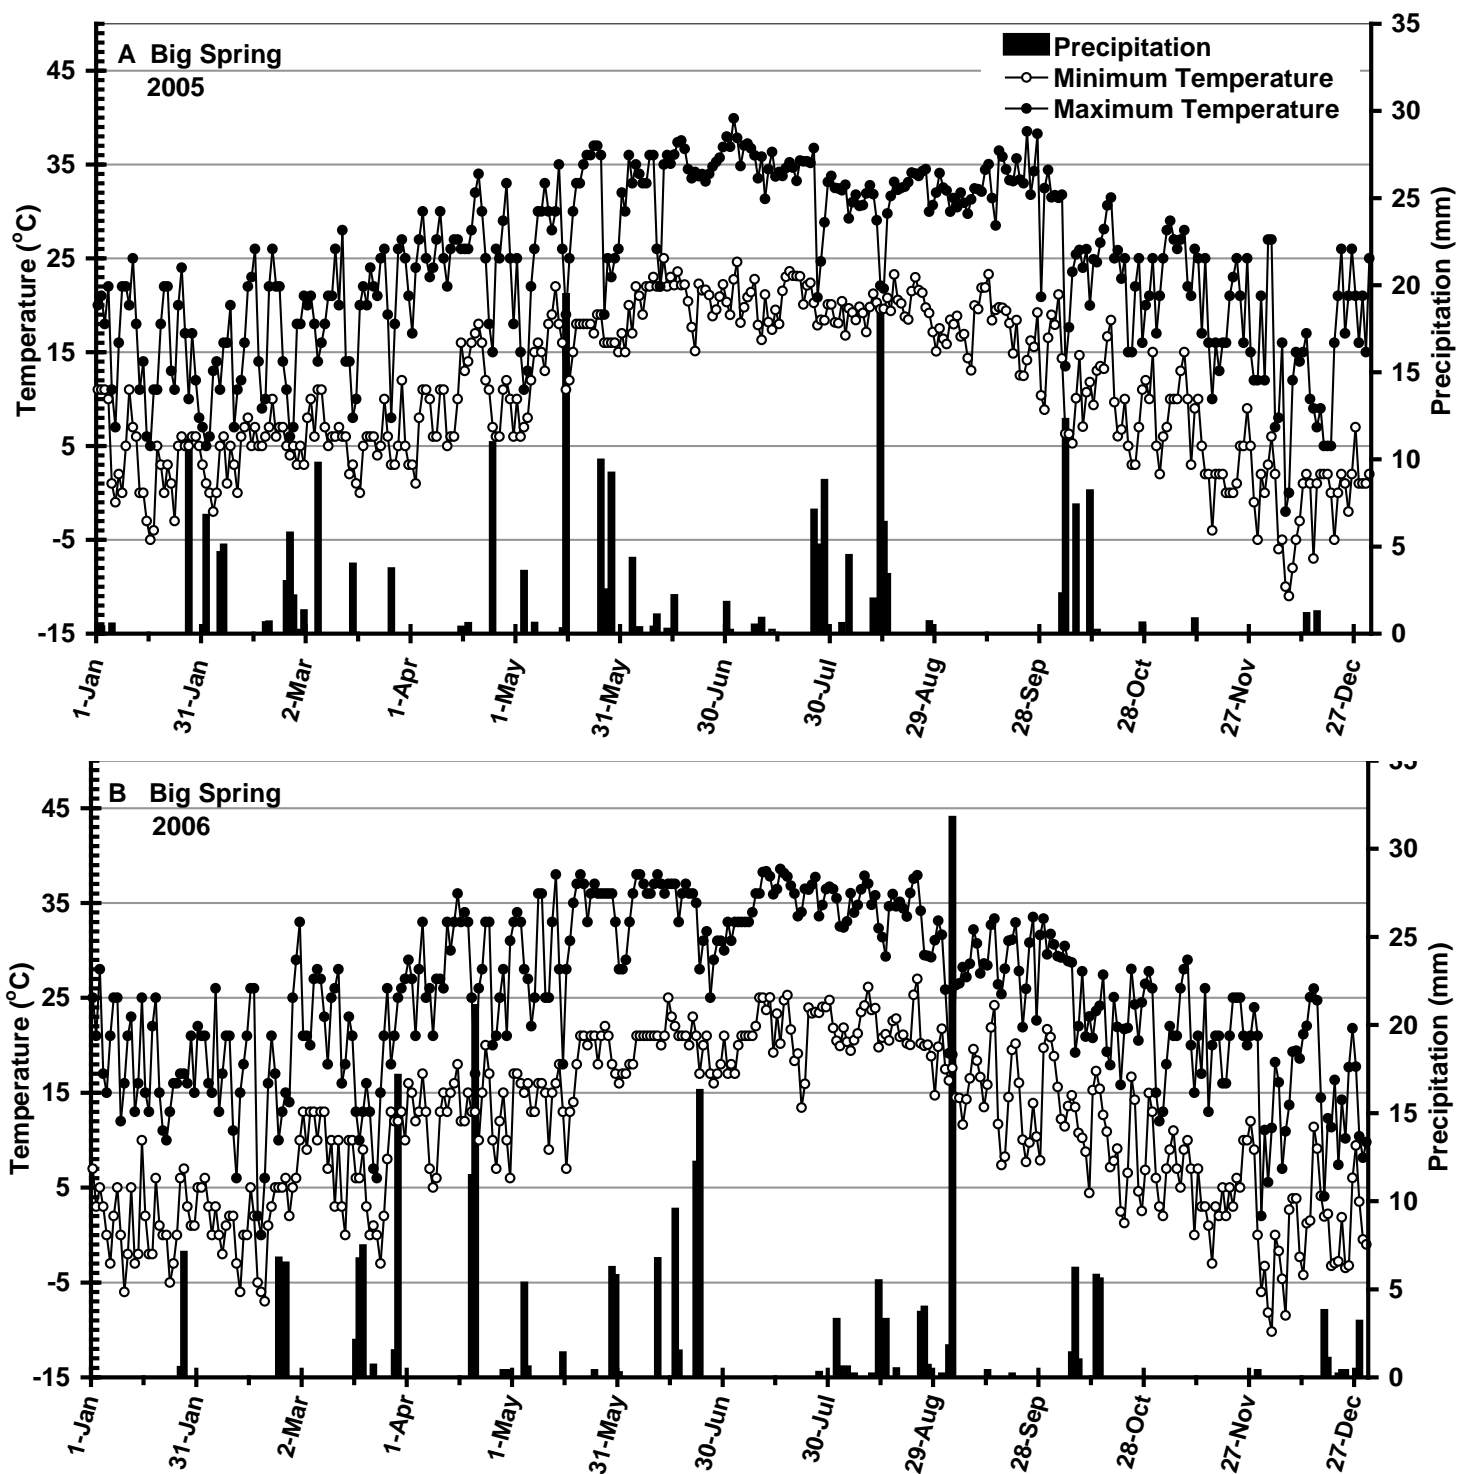 A Big Spring
2005
Precipitation
Minimum Temperature
Maximum Temperature
45
35
25
15
5
-5
-15
Temperature (°C)
35
30
25
20
15
10
5
0
Precipitation (mm)
1-Jan
31-Jan
2-Mar
1-Apr
1-May
31-May
30-Jun
30-Jul
29-Aug
28-Sep
28-Oct
27-Nov
27-Dec
B Big Spring
2006
45
35
25
15
5
-5
-15
Temperature (°C)
35
30
25
20
15
10
5
0
Precipitation (mm)
1-Jan
31-Jan
2-Mar
1-Apr
1-May
31-May
30-Jun
30-Jul
29-Aug
28-Sep
28-Oct
27-Nov
27-Dec